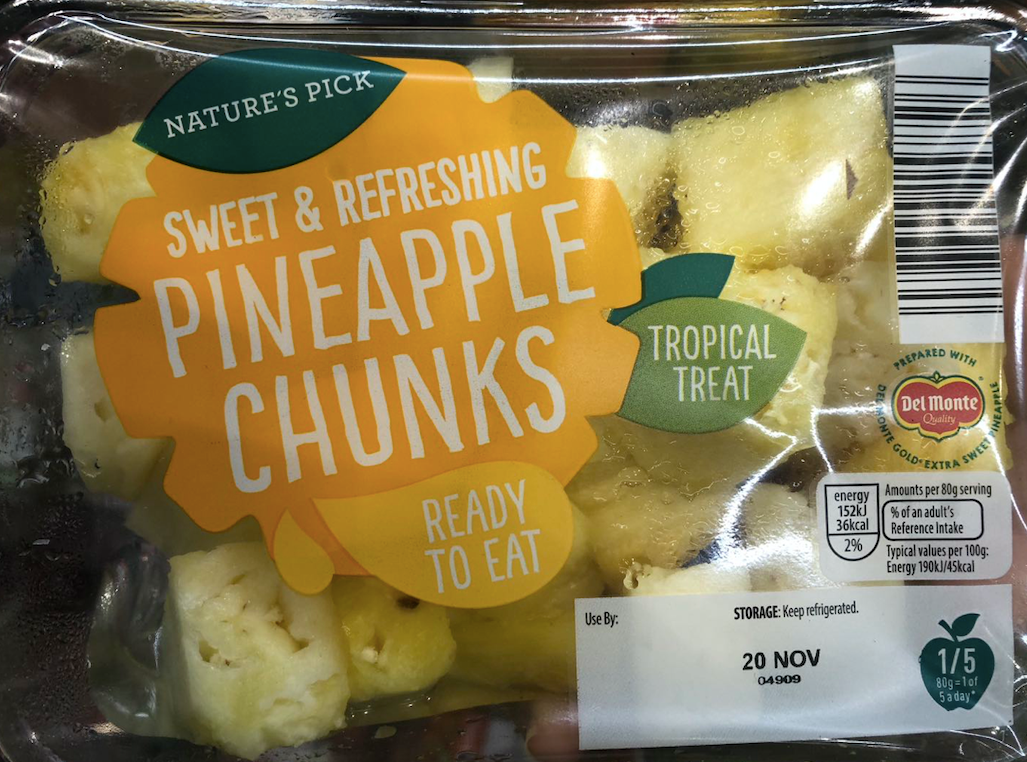 NATURE'S PICK
SWEET & REFRESHING
PINEAPPLE
CHUNKS
TROPICAL
TREAT
READY
TO EAT
PREPARED WITH
Del Monte
Quality
DEL MONTE GOLD® EXTRA SWEET PINEAPPLE
energy
152kJ
36kcal
2%
Amounts per 80g serving
% of an adult's
Reference Intake
Typical values per 100g:
Energy 190kJ/45kcal
Use By:
STORAGE: Keep refrigerated.
20 NOV
04909
1/5
80g=1 of
5 a day*